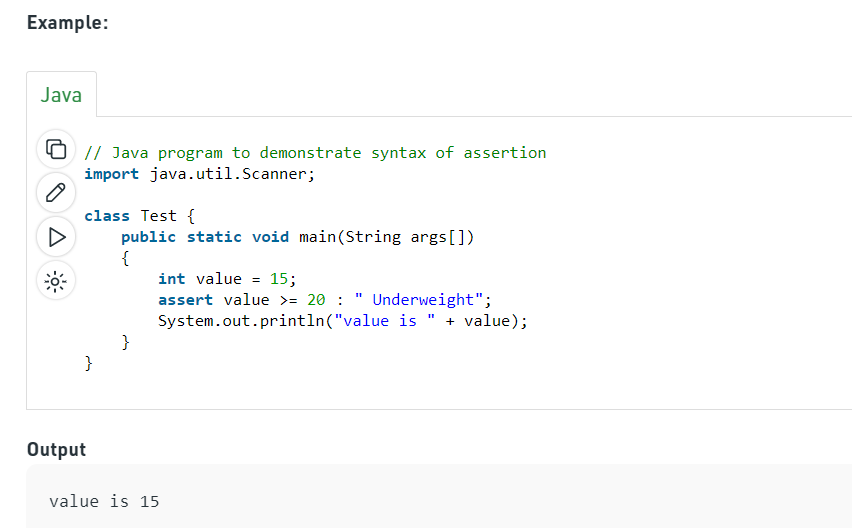 Example:
Java
// Java program to demonstrate syntax of assertion
import java.util.Scanner;
class Test {
    public static void main(String args[])
    {
        int value = 15;
        assert value >= 20 : " Underweight";
        System.out.println("value is " + value);
    }
}
Output
value is 15